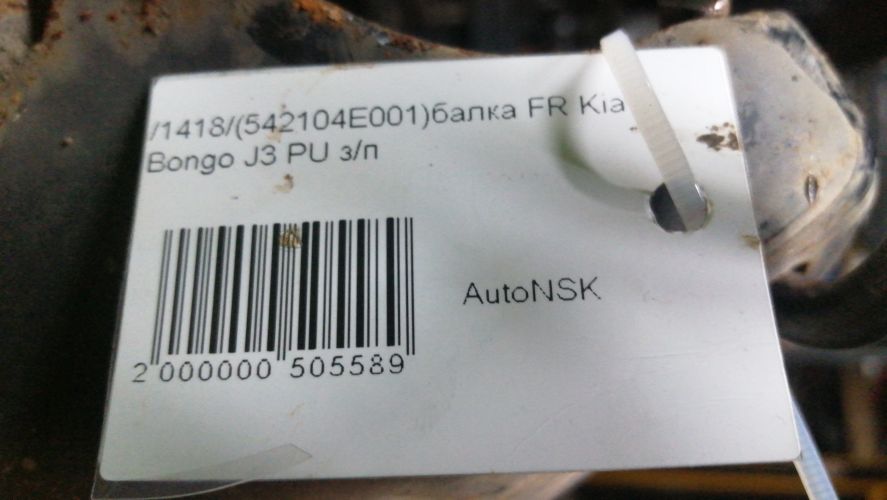 /1418/(542104E001)балка FR Kia
Bongo J3 PU з/п
AutoNSK
2 000000 505589